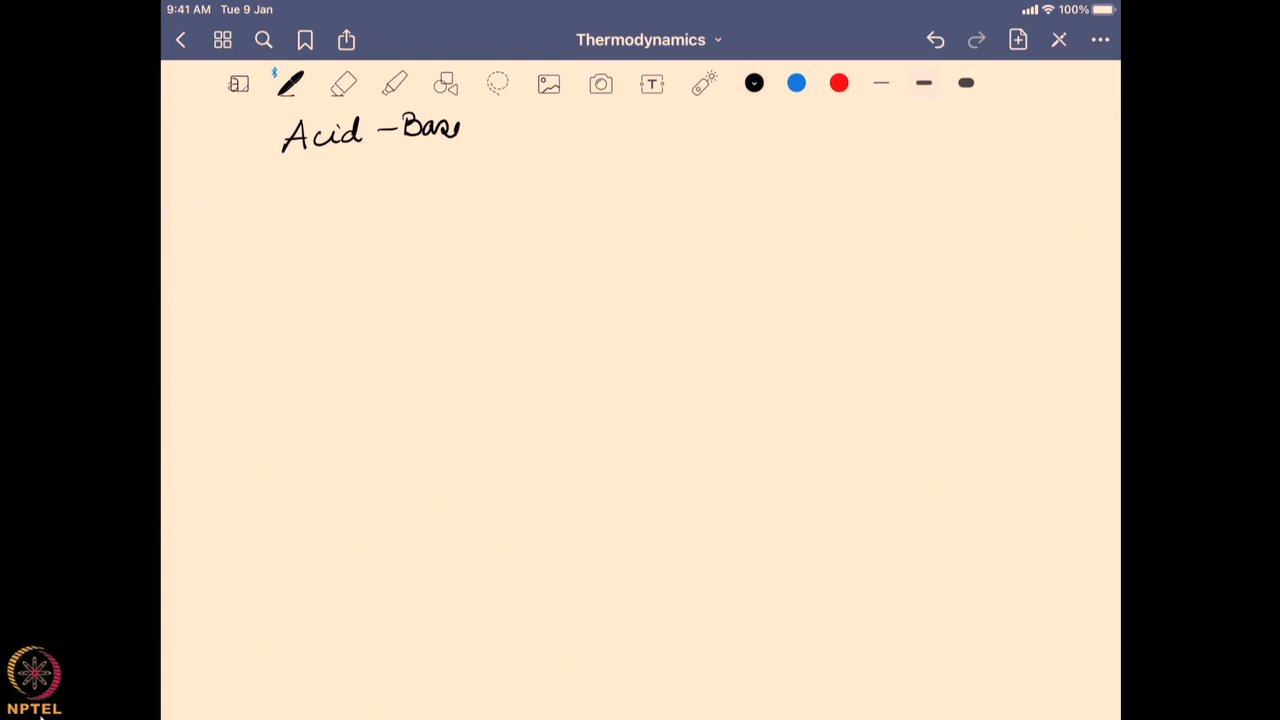 9:41 AM Tue 9 Jan 100%
Thermodynamics
T
Acid - Base
NPTEL